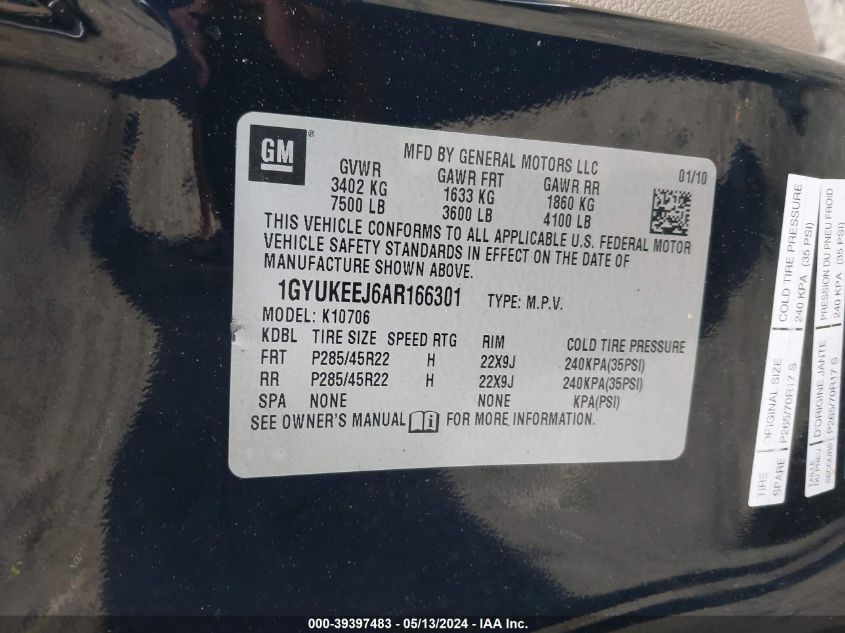 GM ®
MFD BY GENERAL MOTORS LLC
01/10
GVWR GAWR FRT GAWR RR
3402 KG 1633 KG 1860 KG
7500 LB 3600 LB 4100 LB
THIS VEHICLE CONFORMS TO ALL APPLICABLE U.S. FEDERAL MOTOR
VEHICLE SAFETY STANDARDS IN EFFECT ON THE DATE OF
MANUFACTURE SHOWN ABOVE.
1GYUKEEJ6AR166301 TYPE: M.P.V.
MODEL: K10706
KDBL TIRE SIZE SPEED RTG RIM COLD TIRE PRESSURE
FRT P285/45R22 H 22X9J 240KPA(35PSI)
RR P285/45R22 H 22X9J 240KPA(35PSI)
SPA NONE NONE KPA(PSI)
SEE OWNER'S MANUAL i FOR MORE INFORMATION.
TIRE ORIGINAL SIZE COLD TIRE PRESSURE
SPARE P265/70R17 S 240 KPA (35 PSI)
TAILLE D'ORIGINE JANTE PRESSION DU PNEU FROID
DU PNEU
SECOURS P265/70R17 S 240 KPA (35 PSI)
000-39397483 - 05/13/2024 - IAA Inc.